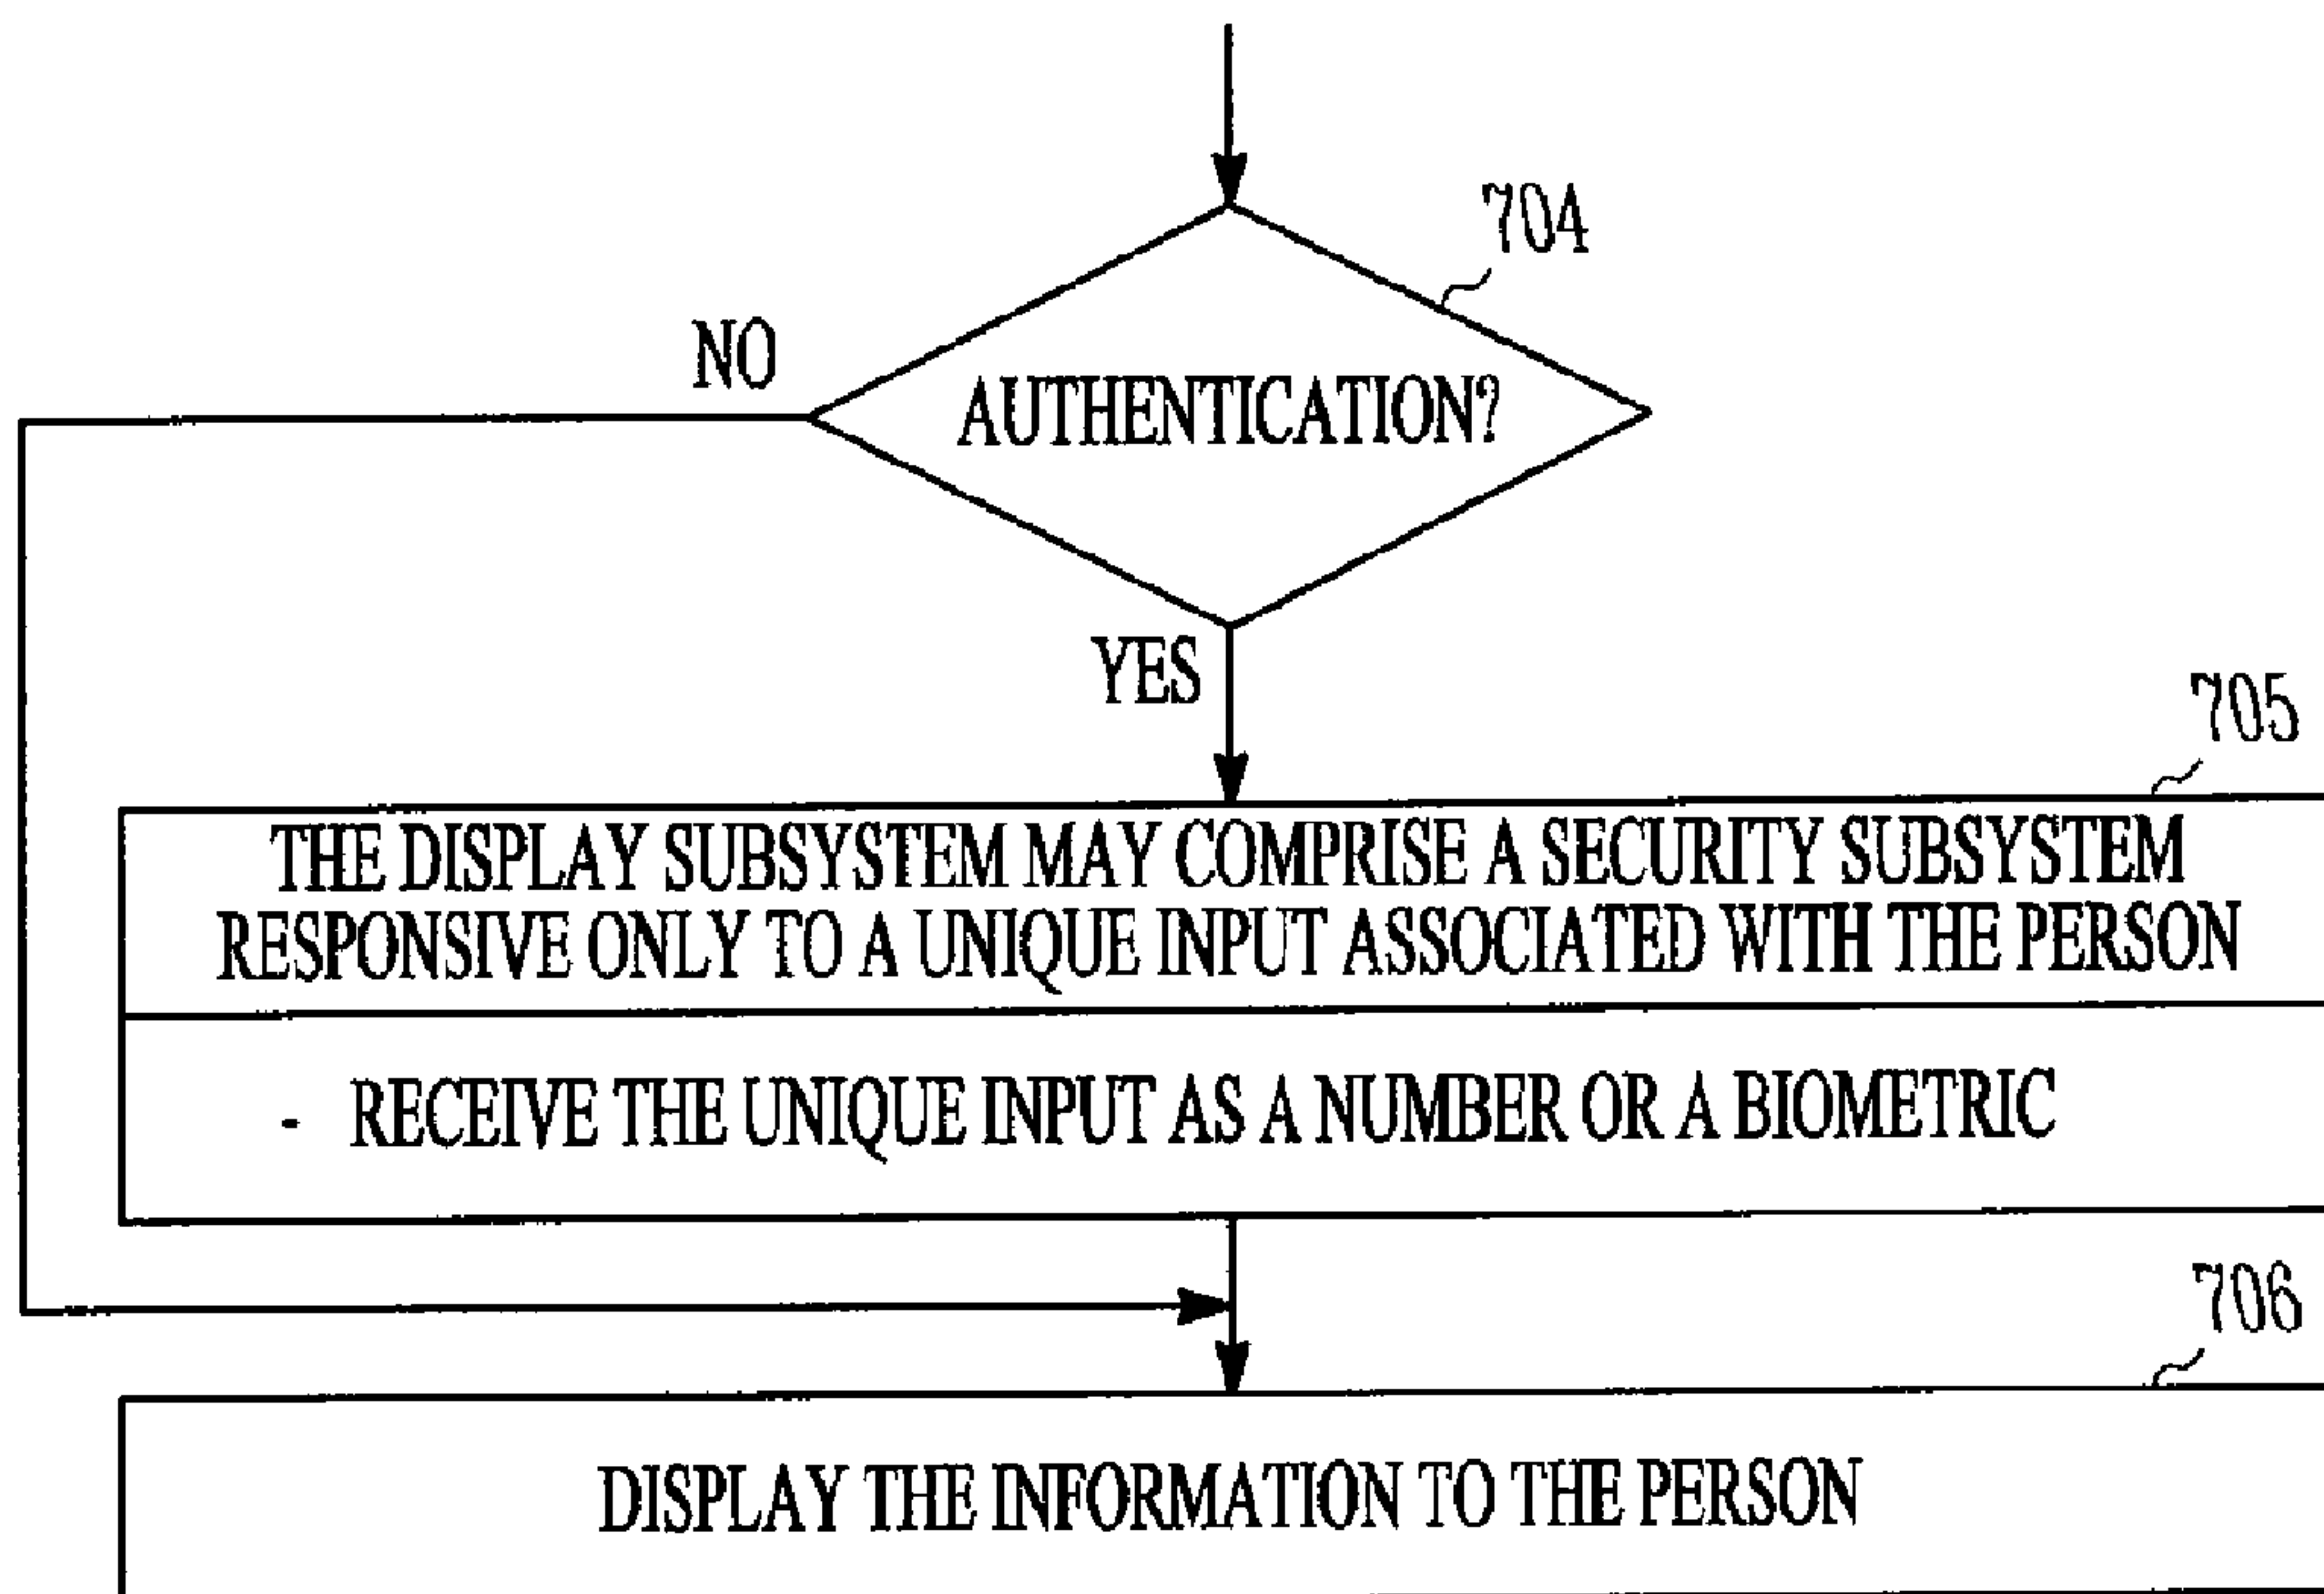 704
NO
AUTHENTICATION?
YES
705
THE DISPLAY SUBSYSTEM MAY COMPRISE A SECURITY SUBSYSTEM
RESPONSIVE ONLY TO A UNIQUE INPUT ASSOCIATED WITH THE PERSON
- RECEIVE THE UNIQUE INPUT AS A NUMBER OR A BIOMETRIC
706
DISPLAY THE INFORMATION TO THE PERSON